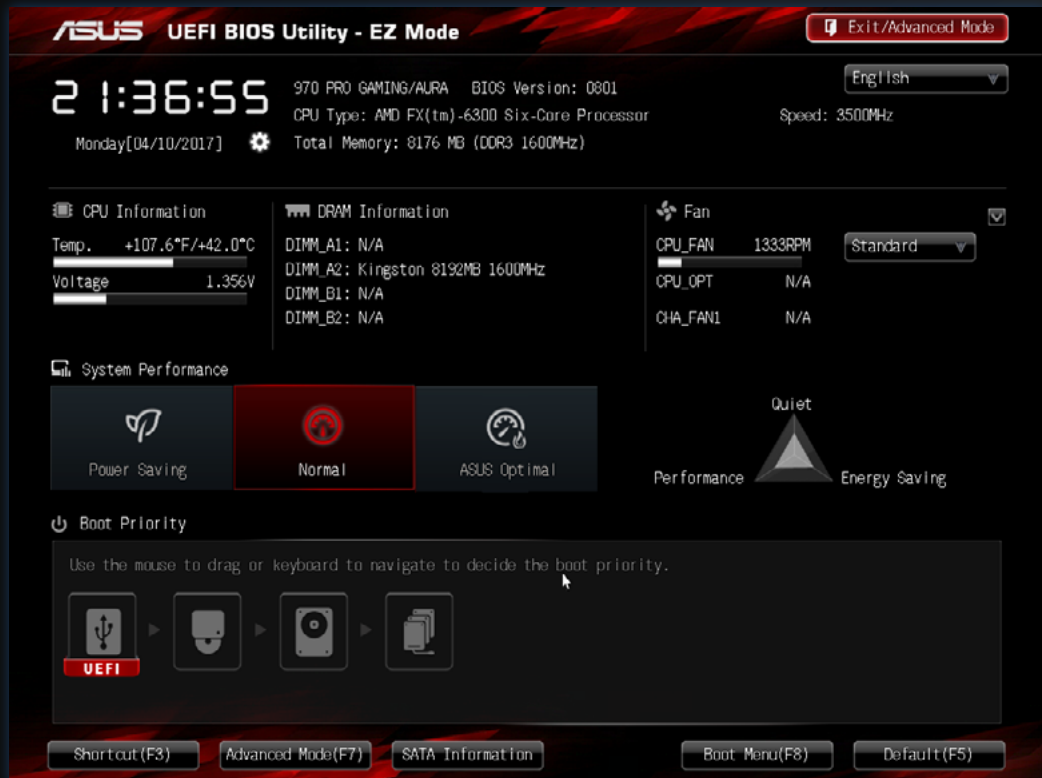 ASUS UEFI BIOS Utility - EZ Mode
Exit/Advanced Mode
21:36:55
Monday[04/10/2017]
970 PRO GAMING/AURA BIOS Version: 0801
CPU Type: AMD FX(tm)-6300 Six-Core Processor
Speed: 3500MHz
Total Memory: 8176 MB (DDR3 1600MHz)
English
CPU Information
Temp. +107.6°F/+42.0°C
Voltage 1.356V
DRAM Information
DIMM_A1: N/A
DIMM_A2: Kingston 8192MB 1600MHz
DIMM_B1: N/A
DIMM_B2: N/A
Fan
CPU_FAN 1333RPM
CPU_OPT N/A
CHA_FAN1 N/A
Standard
System Performance
Power Saving
Normal
ASUS Optimal
Quiet
Performance
Energy Saving
Boot Priority
Use the mouse to drag or keyboard to navigate to decide the boot priority.
UEFI
Shortcut(F3)
Advanced Mode(F7)
SATA Information
Boot Menu(F8)
Default(F5)